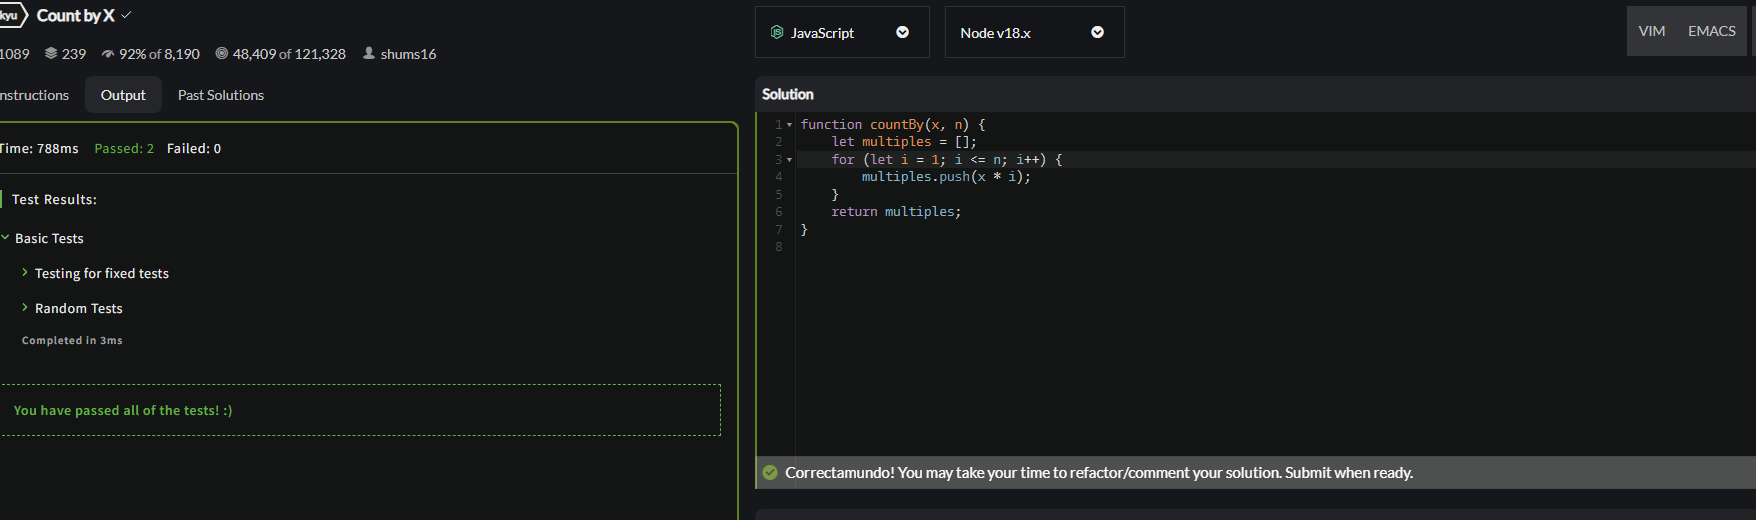 kyu Count by X
1089 239 92% of 8,190 48,409 of 121,328 shums16
nstructions Output Past Solutions
Time: 788ms Passed: 2 Failed: 0
Test Results:
Basic Tests
Testing for fixed tests
Random Tests
Completed in 3ms
You have passed all of the tests! :)
JavaScript Node v18.x VIM EMACS
Solution
1 function countBy(x, n) {
2 let multiples = [];
3 for (let i = 1; i <= n; i++) {
4 multiples.push(x * i);
5 }
6 return multiples;
7 }
8
Correctamundo! You may take your time to refactor/comment your solution. Submit when ready.